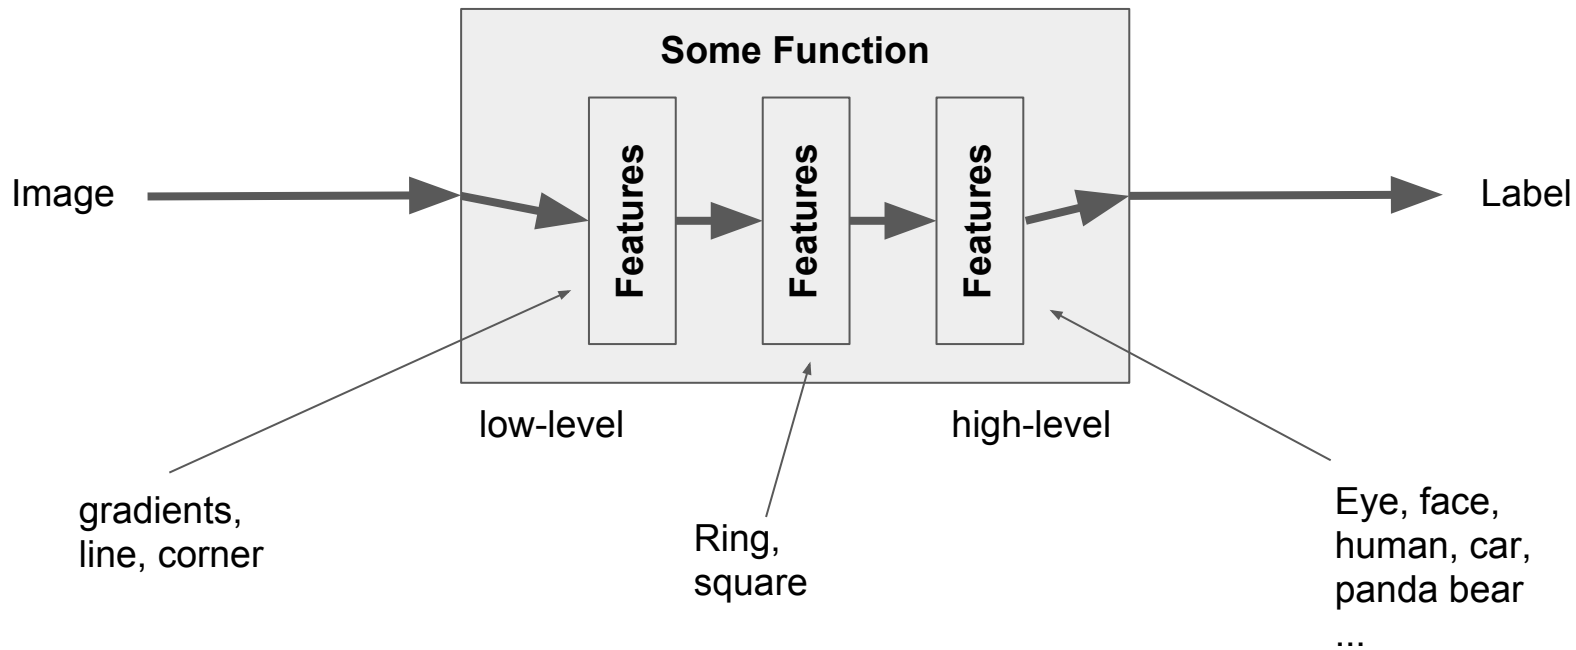 Some Function
Image
Features
Features
Features
Label
low-level
high-level
gradients,
line, corner
Ring,
square
Eye, face,
human, car,
panda bear
...